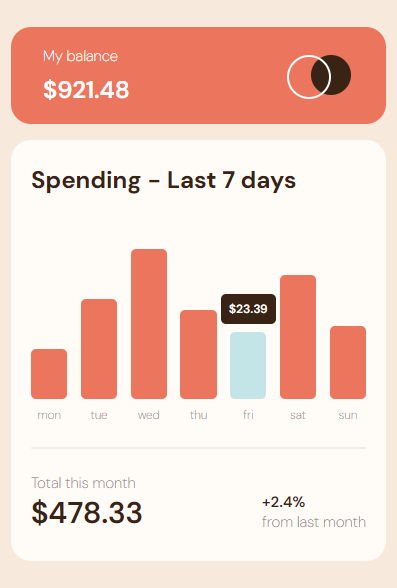 My balance
$921.48
Spending - Last 7 days
$23.39
mon tue wed thu fri sat sun
Total this month
$478.33
+2.4%
from last month